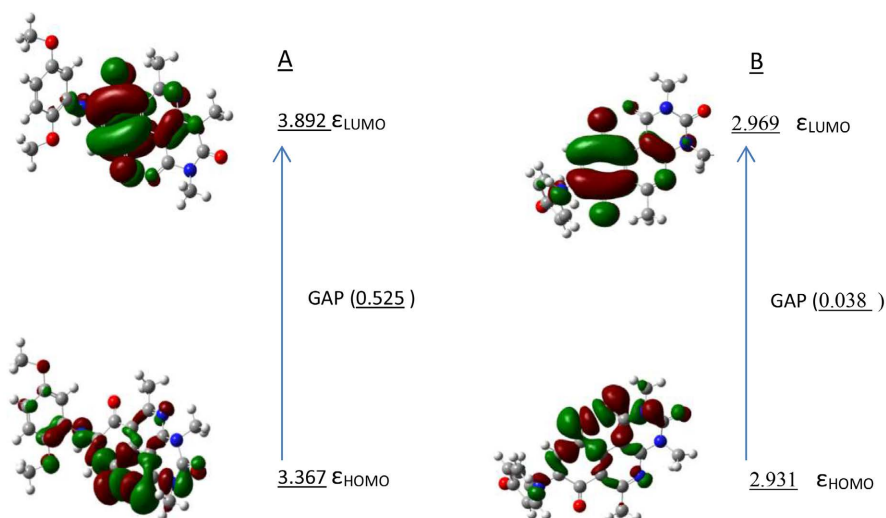 A
3.892 εLUMO
GAP (0.525 )
3.367 εHOMO
B
2.969 εLUMO
GAP (0.038 )
2.931 εHOMO